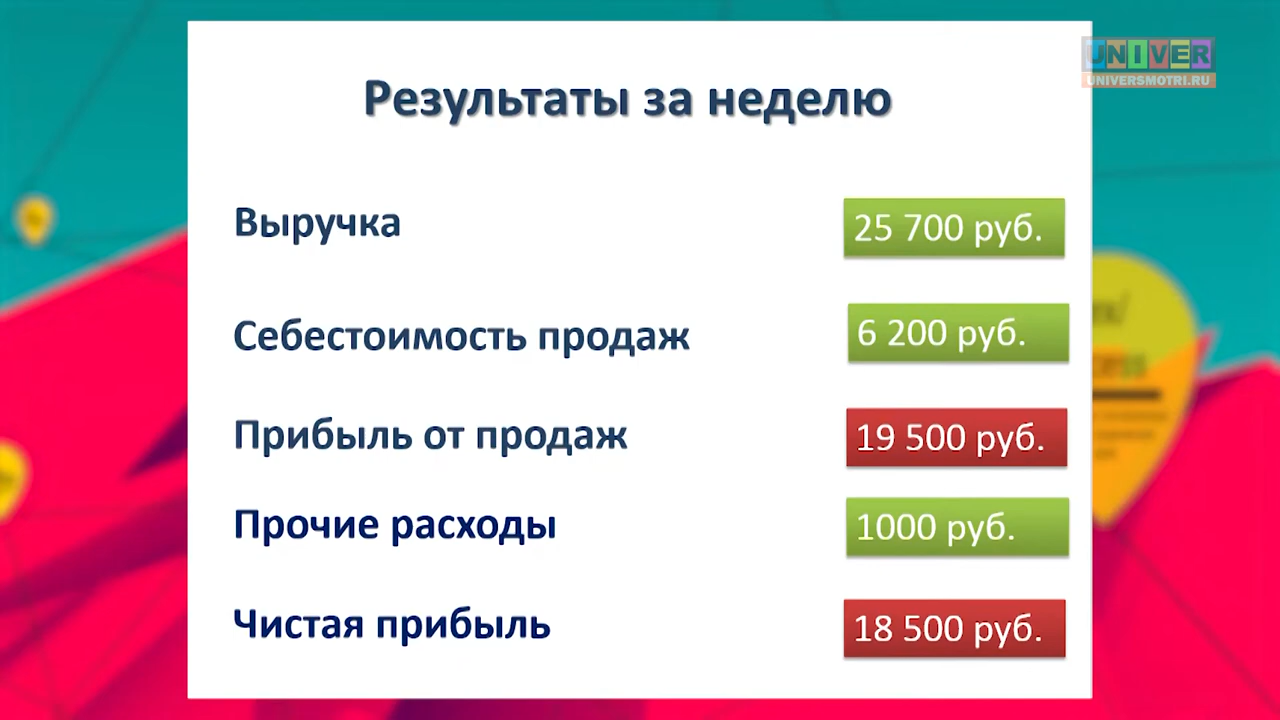 UNIVER
UNIVERSMOTRI.RU
Результаты за неделю
Выручка 25 700 руб.
Себестоимость продаж 6 200 руб.
Прибыль от продаж 19 500 руб.
Прочие расходы 1000 руб.
Чистая прибыль 18 500 руб.